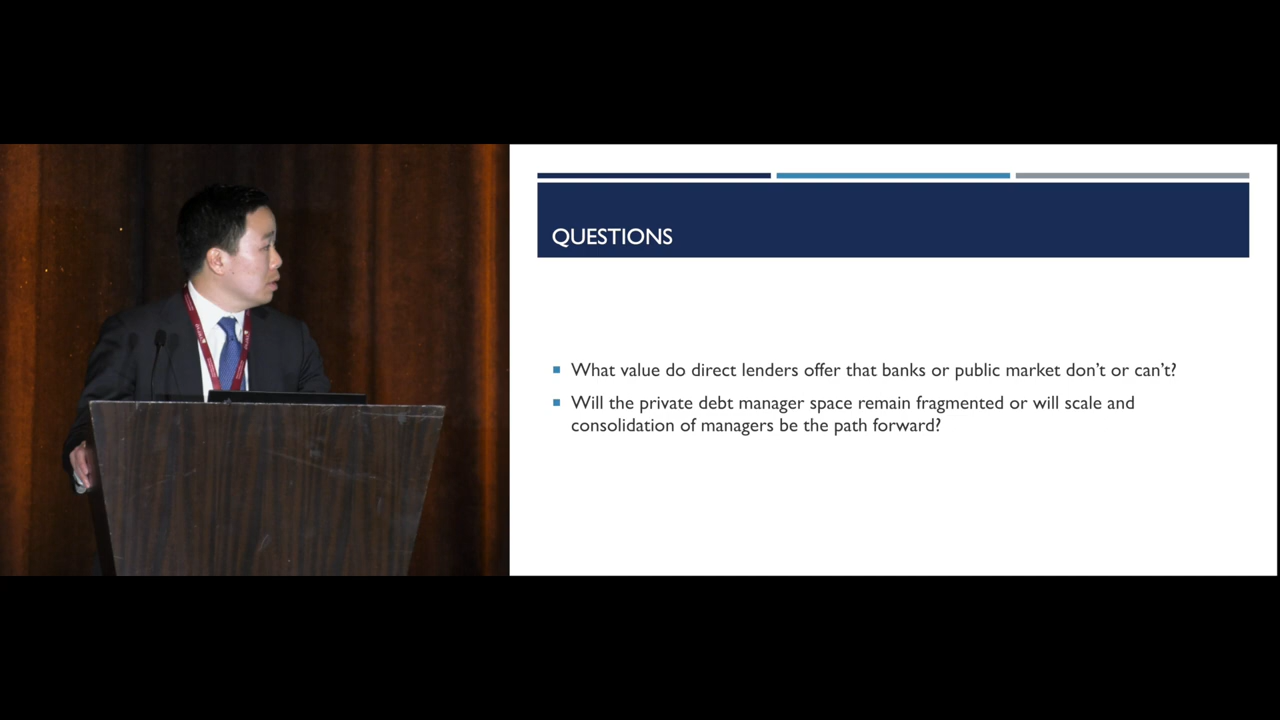 QUESTIONS
What value do direct lenders offer that banks or public market don’t or can’t?
Will the private debt manager space remain fragmented or will scale and
consolidation of managers be the path forward?